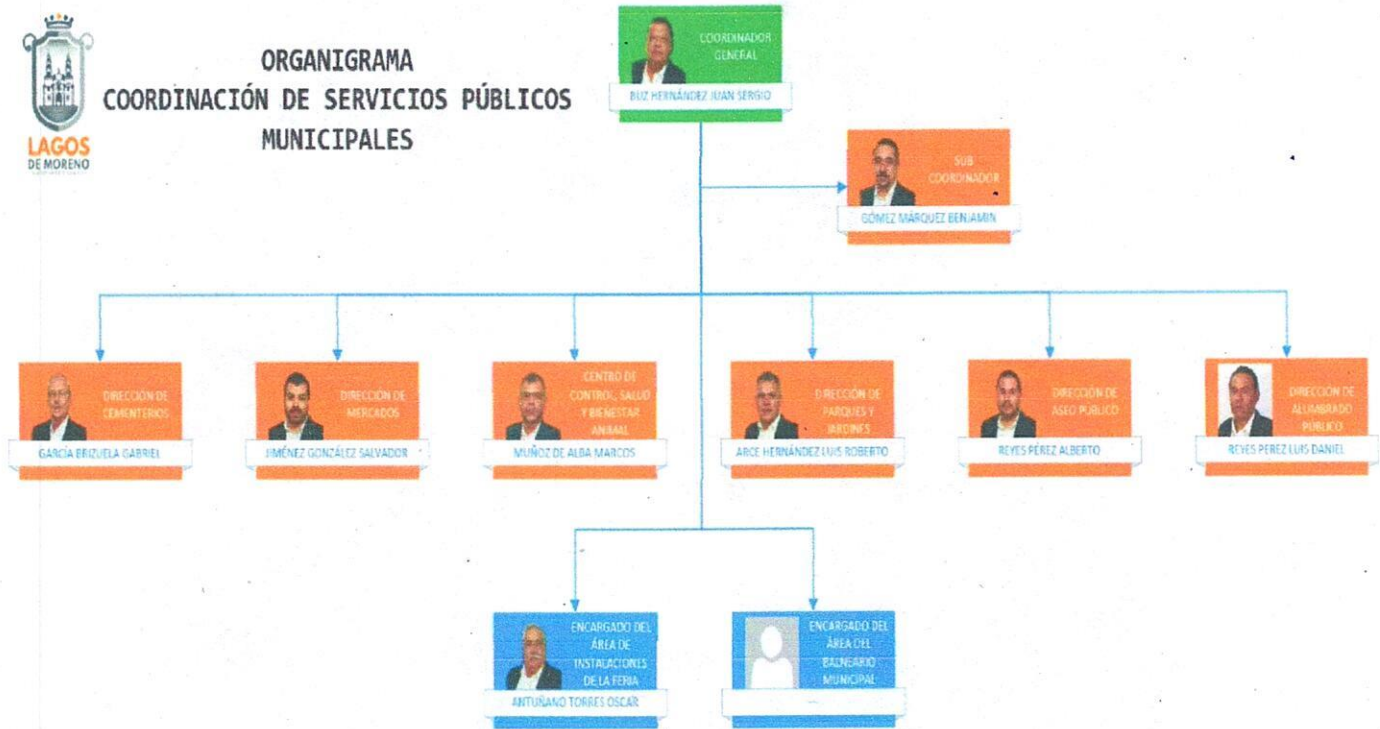 ORGANIGRAMA
COORDINACIÓN DE SERVICIOS PÚBLICOS
MUNICIPALES
LAGOS
DE MORENO
COORDINADOR
GENERAL
BUZ HERNÁNDEZ JUAN SERGIO
SUB
COORDINADOR
GÓMEZ MÁRQUEZ BENJAMIN
DIRECCIÓN DE
CEMENTERIOS
GARCÍA BRIZUELA GABRIEL
DIRECCIÓN DE
MERCADOS
JIMÉNEZ GONZÁLEZ SALVADOR
CENTRO DE
CONTROL, SALUD
Y BIENESTAR
ANIMAL
MUÑOZ DE ALBA MARCOS
DIRECCIÓN DE
PARQUES Y
JARDINES
ARCE HERNÁNDEZ LUIS ROBERTO
DIRECCIÓN DE
ASEO PÚBLICO
REYES PÉREZ ALBERTO
DIRECCIÓN DE
ALUMBRADO
PÚBLICO
REYES PEREZ LUIS DANIEL
ENCARGADO DEL
ÁREA DE
INSTALACIONES
DE LA FERIA
ANTUÑANO TORRES OSCAR
ENCARGADO DEL
ÁREA DEL
BALNEARIO
MUNICIPAL